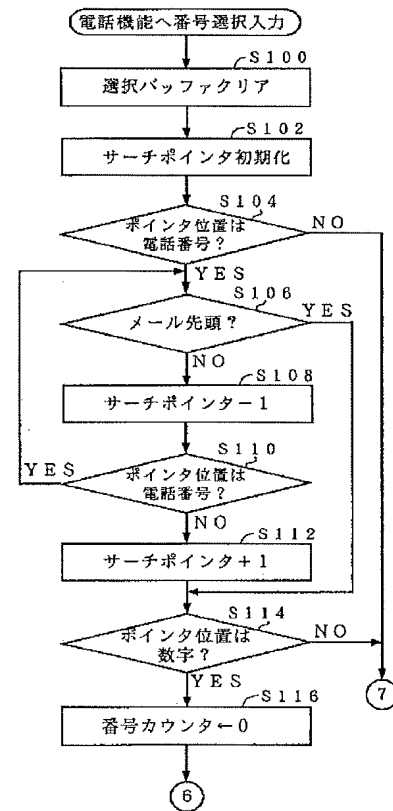 電話機能へ番号選択入力
S100
選択バッファクリア
S102
サーチポインタ初期化
S104
ポインタ位置は
電話番号?
NO
YES
S106
メール先頭?
YES
NO
S108
サーチポインター1
S110
YES
ポインタ位置は
電話番号?
NO
S112
サーチポインタ+1
S114
ポインタ位置は
数字?
NO
YES
S116
7
番号カウンタ←0
6